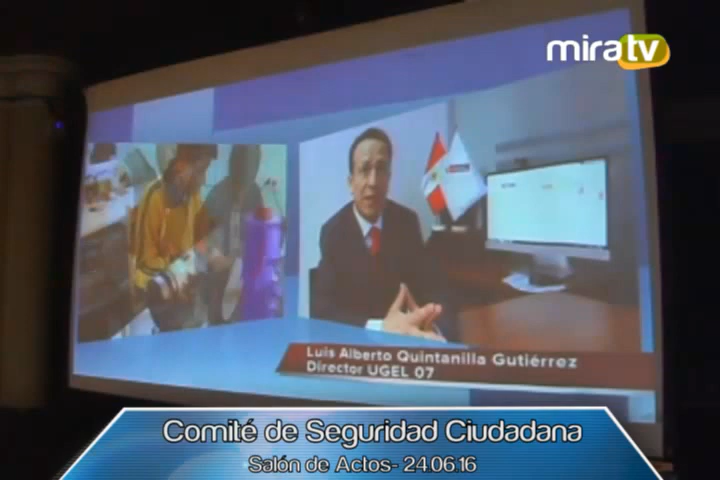 miratv
Luis Alberto Quintanilla Gutiérrez
Director UGEL 07
Comité de Seguridad Ciudadana
Salón de Actos- 24.06.16